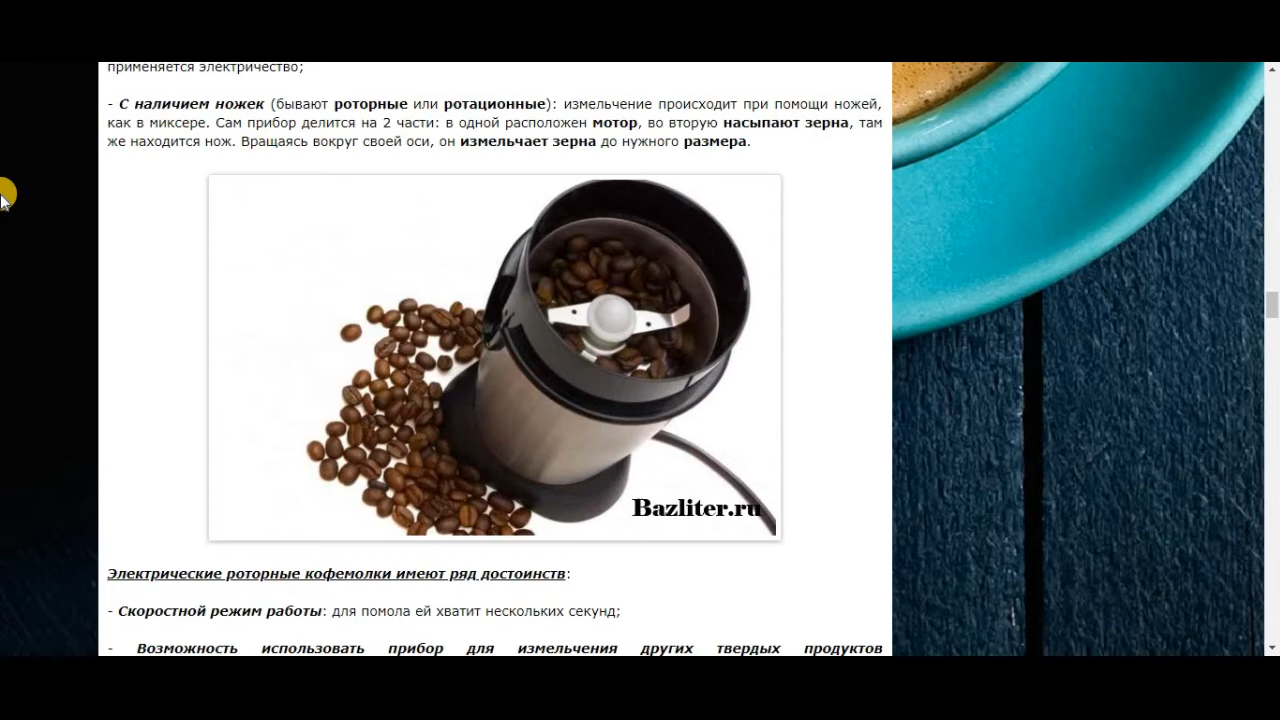 применяется электричество;
- С наличием ножек (бывают роторные или ротационные): измельчение происходит при помощи ножей,
как в миксере. Сам прибор делится на 2 части: в одной расположен мотор, во вторую насыпают зерна, там
же находится нож. Вращаясь вокруг своей оси, он измельчает зерна до нужного размера.
Bazliter.ru
Электрические роторные кофемолки имеют ряд достоинств:
- Скоростной режим работы: для помола ей хватит нескольких секунд;
- Возможность использовать прибор для измельчения других твердых продуктов